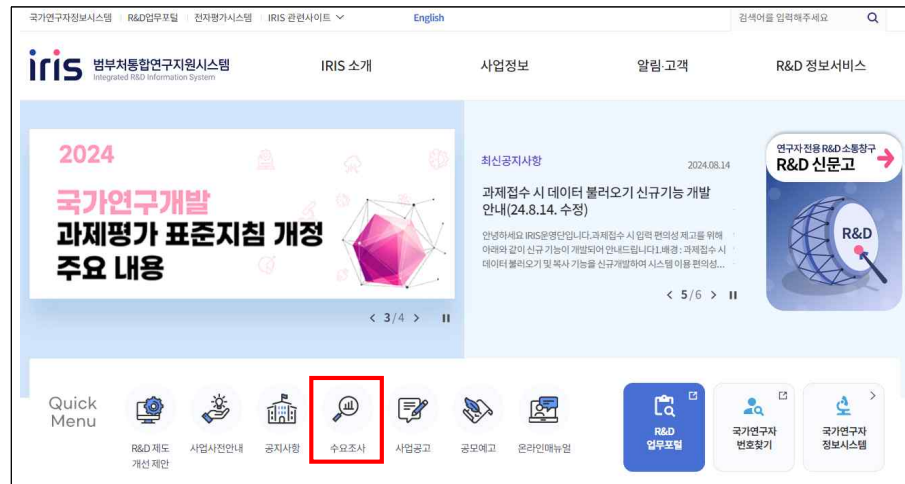 국가연구자정보시스템 R&D업무포털 전자평가시스템 IRIS 관련사이트 English 검색어를 입력해주세요
iris 범부처통합연구지원시스템
Integrated R&D Information System
IRIS 소개 사업정보 알림·고객 R&D 정보서비스
2024
국가연구개발
과제평가 표준지침 개정
주요 내용
< 3/4 >
최신공지사항 2024.08.14
과제접수 시 데이터 불러오기 신규기능 개발
안내(24.8.14. 수정)
안녕하세요 IRIS운영단입니다.과제접수 시 입력 편의성 제고를 위해
아래와 같이 신규 기능이 개발되어 안내드립니다1.배경 : 과제접수 시
데이터 불러오기 및 복사 기능을 신규개발하여 시스템 이용 편의성...
< 5/6 >
연구자 전용 R&D 소통창구
R&D 신문고
R&D
Quick
Menu
R&D 제도
개선 제안
사업사전안내
공지사항
수요조사
사업공고
공모예고
온라인매뉴얼
R&D
업무포털
국가연구자
번호찾기
국가연구자
정보시스템